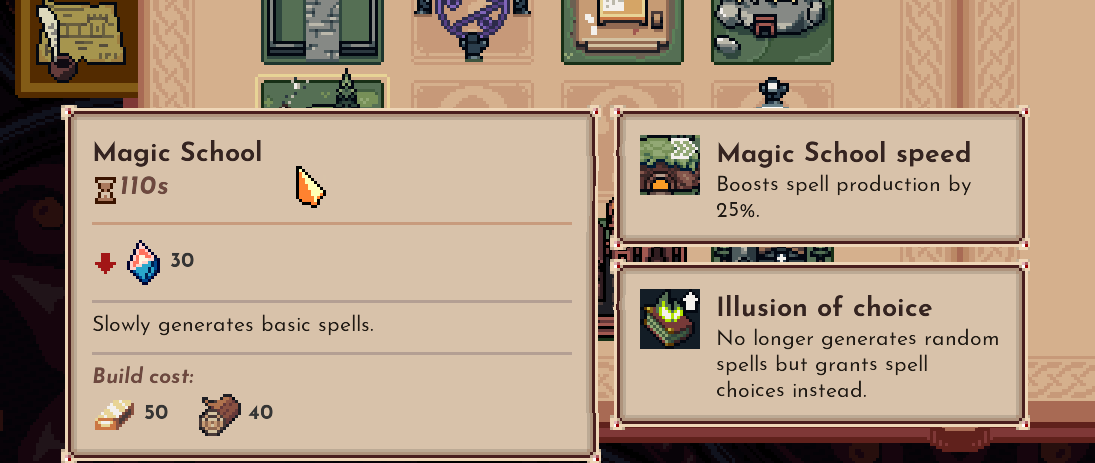 Magic School
110s
30
Slowly generates basic spells.
Build cost:
50 40
Magic School speed
Boosts spell production by
25%.
Illusion of choice
No longer generates random
spells but grants spell
choices instead.